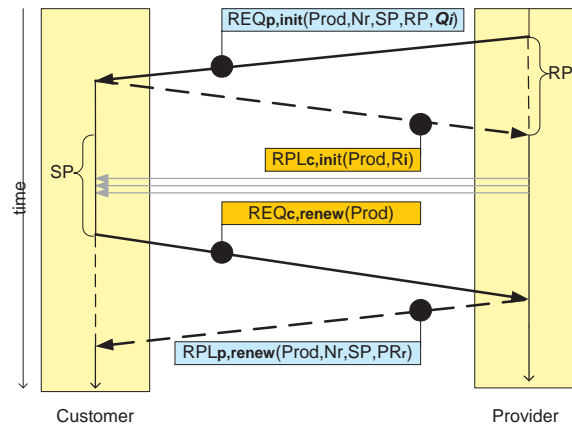 REQp,init(Prod,Nr,SP,RP,Qi)
RP
RPLc,init(Prod,Ri)
SP
time
REQc,renew(Prod)
RPLp,renew(Prod,Nr,SP,PRr)
Customer
Provider